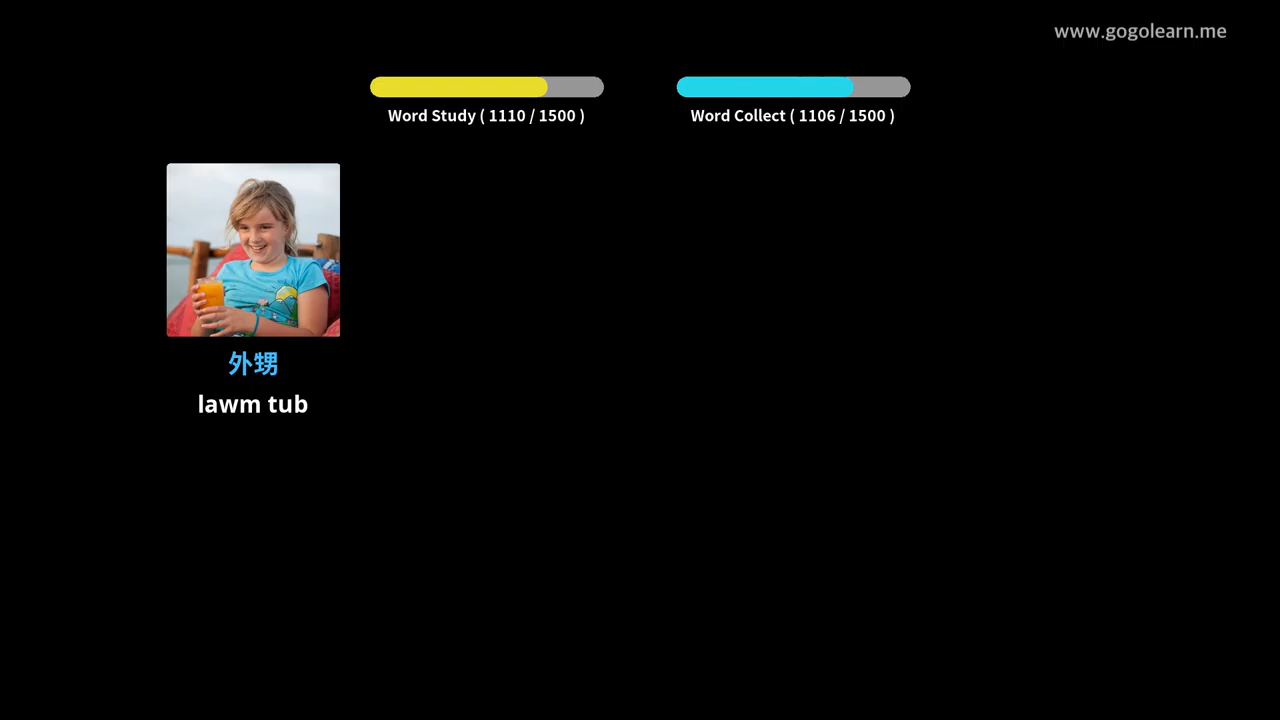 www.gogolearn.me
Word Study ( 1110 / 1500 )
Word Collect ( 1106 / 1500 )
外甥
lawm tub